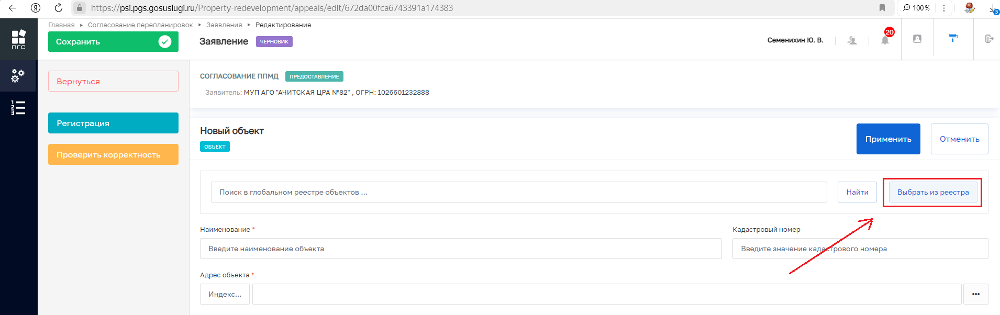 https://psi.pgs.gosuslugi.ru/Property-redevelopment/appeals/edit/672da00fca6743391a174383
100%
5
Главная ▸ Согласование перепланировок ▸ Заявления ▸ Редактирование
пгс
Сохранить
Заявление ЧЕРНОВИК
Семенихин Ю. В.
20
Вернуться
Регистрация
Проверить корректность
СОГЛАСОВАНИЕ ППМД ПРЕДОСТАВЛЕНИЕ
Заявитель: МУП АГО "АЧИТСКАЯ ЦРА №82" , ОГРН: 1026601232888
Новый объект
ОБЪЕКТ
Применить
Отменить
Поиск в глобальном реестре объектов ...
Найти
Выбрать из реестра
Наименование *
Кадастровый номер
Введите наименование объекта
Введите значение кадастрового номера
Адрес объекта *
Индекс...